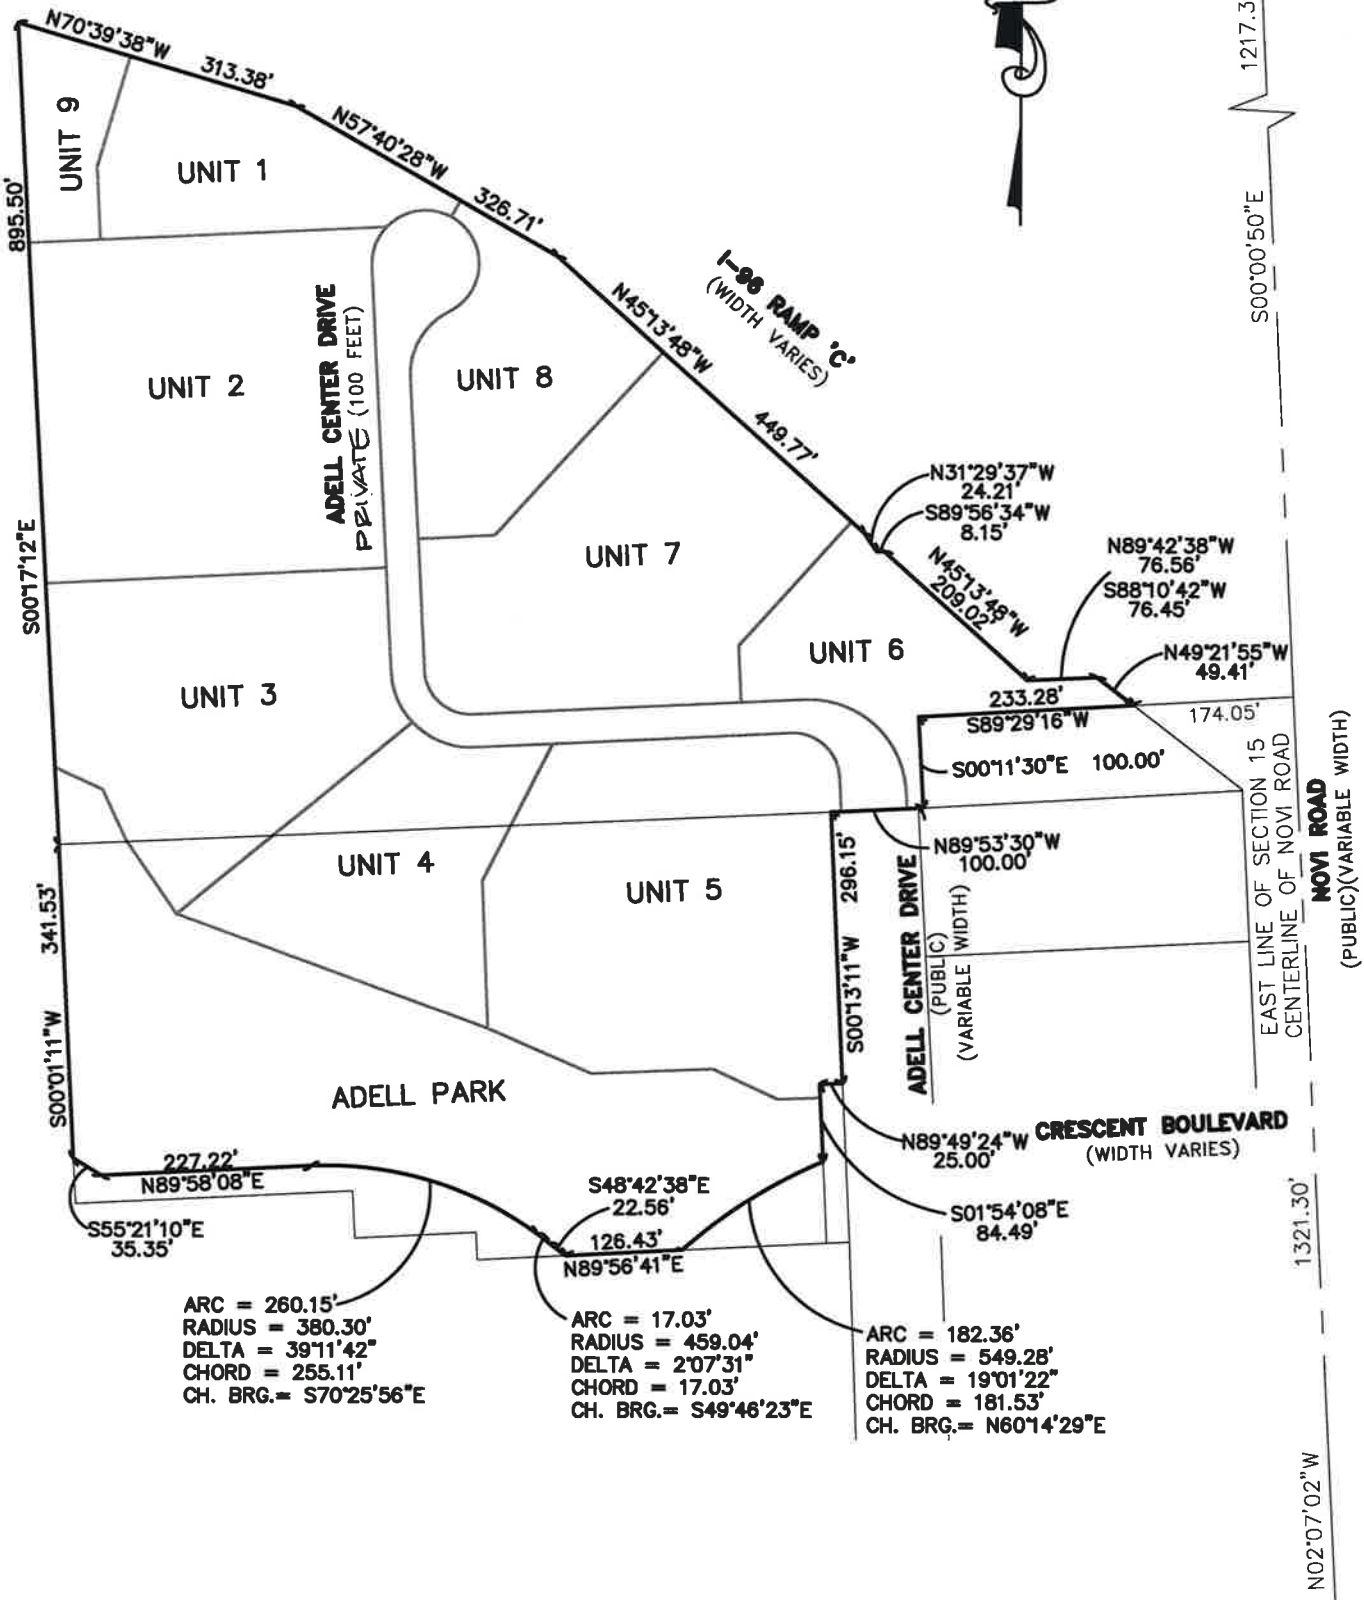 N70°39'38"W
313.38'
N57°40'28"W
326.71'
UNIT 9
UNIT 1
895.50'
1217.3
S00°00'50"E
I-96 RAMP 'C'
(WIDTH VARIES)
N45°13'48"W
449.77'
ADELL CENTER DRIVE
PRIVATE (100 FEET)
UNIT 2
UNIT 8
N31°29'37"W
24.21'
S89°56'34"W
8.15'
S00°17'12"E
UNIT 7
N45°13'48"W
209.02'
N89°42'38"W
76.56'
S88°10'42"W
76.45'
N49°21'55"W
49.41'
UNIT 6
UNIT 3
233.28'
S89°29'16"W
174.05'
S00°11'30"E 100.00'
EAST LINE OF SECTION 15
CENTERLINE OF NOVI ROAD
NOVI ROAD
(PUBLIC)(VARIABLE WIDTH)
UNIT 4
UNIT 5
N89°53'30"W
100.00'
296.15'
S00°13'11"W
ADELL CENTER DRIVE
(PUBLIC)
(VARIABLE WIDTH)
341.53'
S00°01'11"W
ADELL PARK
N89°49'24"W
25.00'
CRESCENT BOULEVARD
(WIDTH VARIES)
227.22'
N89°58'08"E
S48°42'38"E
22.56'
S01°54'08"E
84.49'
S55°21'10"E
35.35'
126.43'
N89°56'41"E
1321.30'
ARC = 260.15'
RADIUS = 380.30'
DELTA = 39°11'42"
CHORD = 255.11'
CH. BRG.= S70°25'56"E
ARC = 17.03'
RADIUS = 459.04'
DELTA = 2°07'31"
CHORD = 17.03'
CH. BRG.= S49°46'23"E
ARC = 182.36'
RADIUS = 549.28'
DELTA = 19°01'22"
CHORD = 181.53'
CH. BRG.= N60°14'29"E
N02°07'02"W